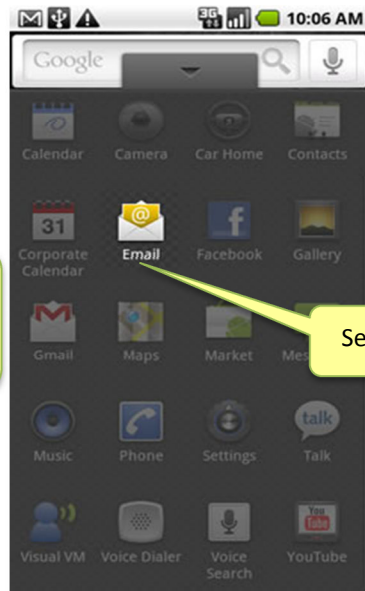 3G 10:06 AM
Google
Calendar Camera Car Home Contacts
31
Corporate Calendar
Email Facebook Gallery
Gmail Maps Market
Music Phone Settings Talk
talk
Visual VM Voice Dialer Voice Search YouTube
You Tube